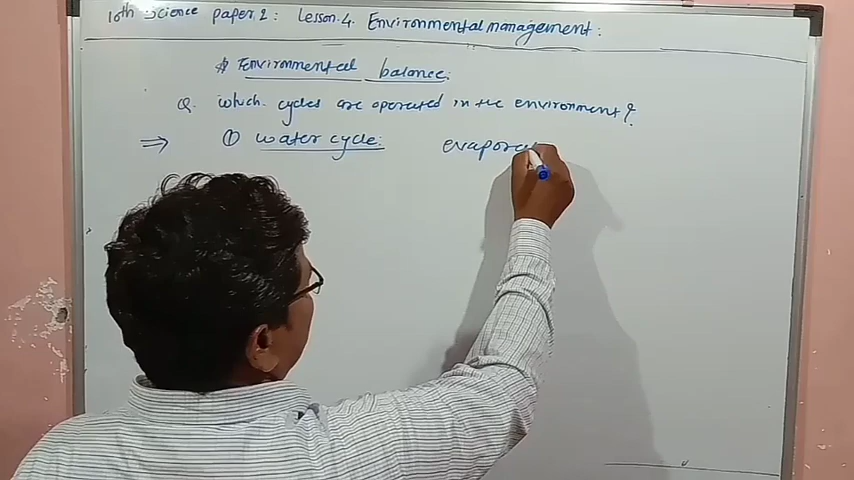 10th Science paper 2 : Lesson. 4. Environmental management :
* Environmental balance :
Q. which cycles are operated in the environment ?
⇒ ① water cycle : evapora